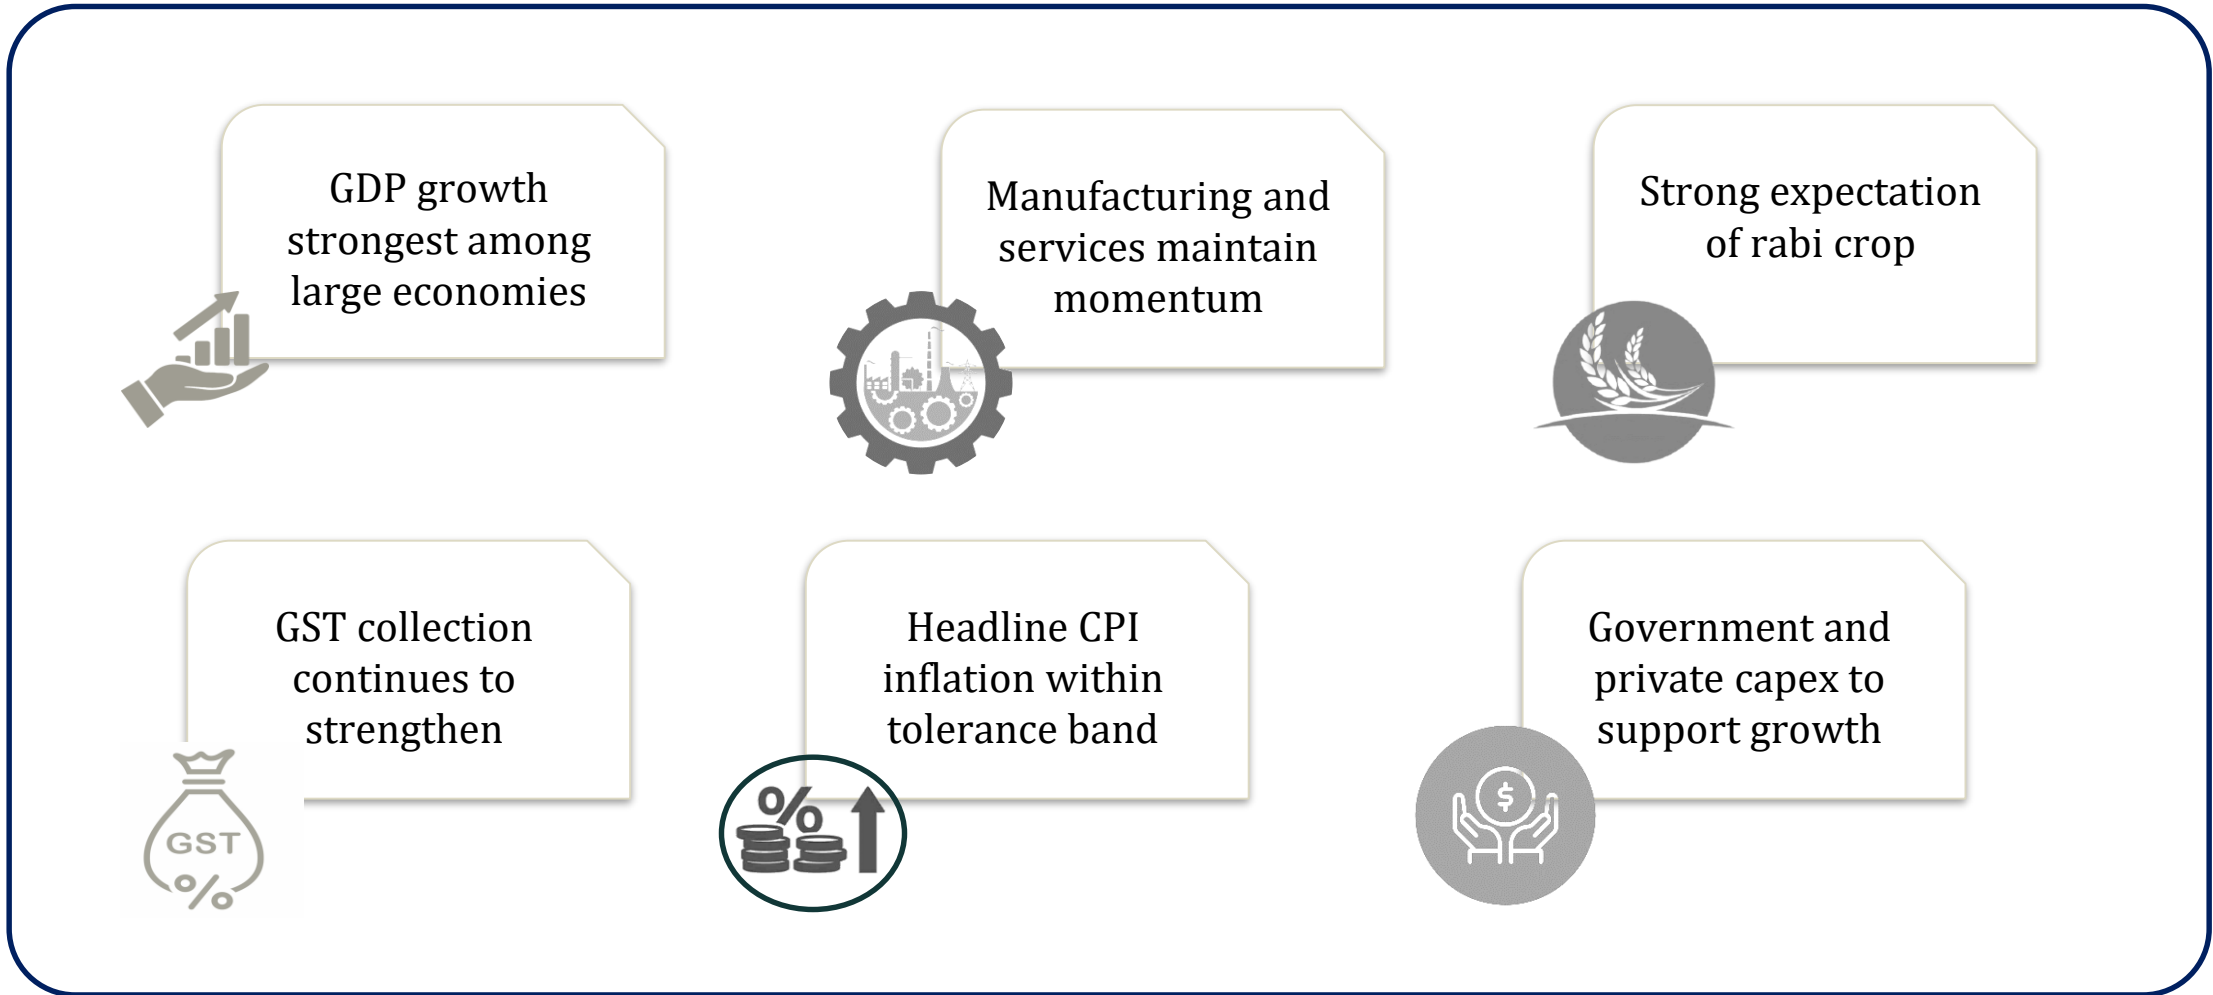 GDP growth
strongest among
large economies
Manufacturing and
services maintain
momentum
Strong expectation
of rabi crop
GST collection
continues to
strengthen
GST
%
Headline CPI
inflation within
tolerance band
%
Government and
private capex to
support growth
$